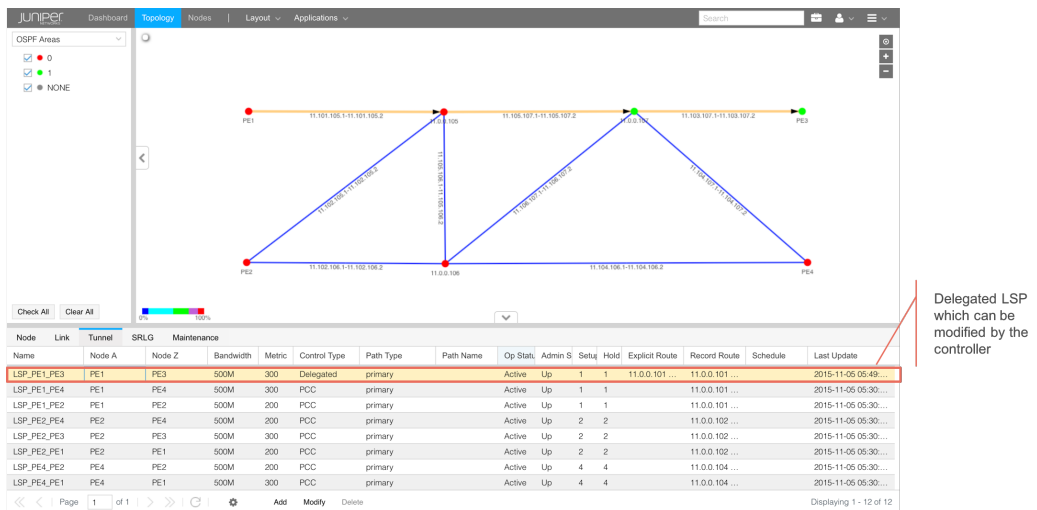 JUNIPER
NETWORKS
Dashboard Topology Nodes | Layout Applications
Search
OSPF Areas
0
1
NONE
PE1
11.101.105.1-11.101.105.2
11.0.0.105
11.105.107.1-11.105.107.2
11.0.0.107
11.103.107.1-11.103.107.2
PE3
11.102.105.1-11.102.105.2
11.105.106.1-11.105.106.2
11.106.107.1-11.106.107.2
11.104.107.1-11.104.107.2
PE2
11.102.106.1-11.102.106.2
11.0.0.106
11.104.106.1-11.104.106.2
PE4
Check All Clear All
0% 100%
Delegated LSP
which can be
modified by the
controller
Node Link Tunnel SRLG Maintenance
Name Node A Node Z Bandwidth Metric Control Type Path Type Path Name Op Statu Admin S Setup Hold Explicit Route Record Route Schedule Last Update
LSP_PE1_PE3 PE1 PE3 500M 300 Delegated primary Active Up 1 1 11.0.0.101 ... 11.0.0.101 ... 2015-11-05 05:49:...
LSP_PE1_PE4 PE1 PE4 500M 300 PCC primary Active Up 1 1 11.0.0.101 ... 2015-11-05 05:30:...
LSP_PE1_PE2 PE1 PE2 500M 200 PCC primary Active Up 1 1 11.0.0.101 ... 2015-11-05 05:30:...
LSP_PE2_PE4 PE2 PE4 500M 200 PCC primary Active Up 2 2 11.0.0.102 ... 2015-11-05 05:30:...
LSP_PE2_PE3 PE2 PE3 500M 300 PCC primary Active Up 2 2 11.0.0.102 ... 2015-11-05 05:30:...
LSP_PE2_PE1 PE2 PE1 500M 200 PCC primary Active Up 2 2 11.0.0.102 ... 2015-11-05 05:30:...
LSP_PE4_PE2 PE4 PE2 500M 200 PCC primary Active Up 4 4 11.0.0.104 ... 2015-11-05 05:30:...
LSP_PE4_PE1 PE4 PE1 500M 300 PCC primary Active Up 4 4 11.0.0.104 ... 2015-11-05 05:30:...
Page 1 of 1 Add Modify Delete Displaying 1 - 12 of 12